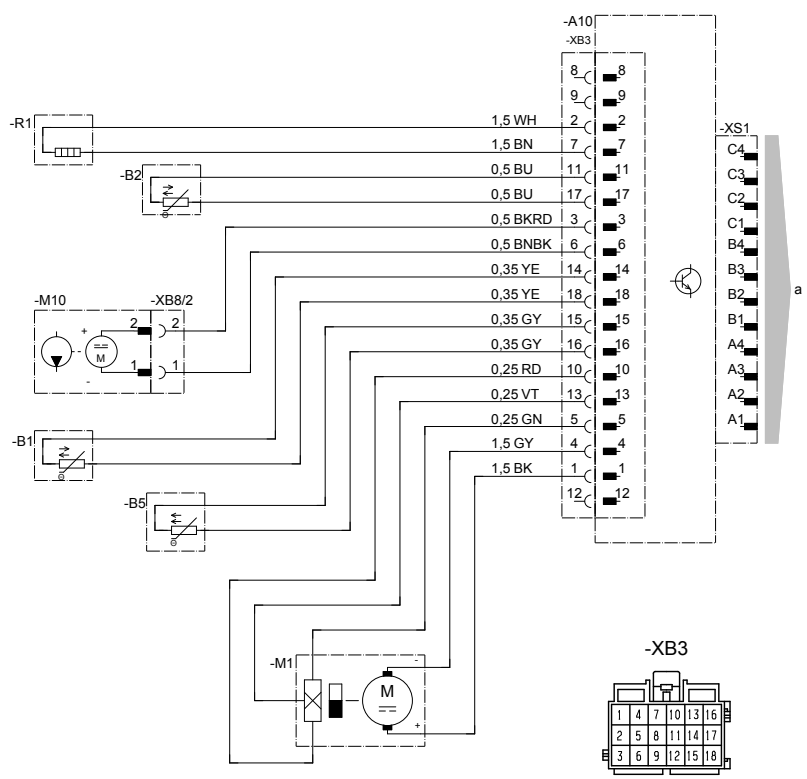 -A10
-XB3
8 8
9 9
-R1 1,5 WH 2 2 -XS1
1,5 BN 7 7 C4
-B2 0,5 BU 11 11 C3
0,5 BU 17 17 C2
0,5 BKRD 3 3 C1
0,5 BNBK 6 6 B4
0,35 YE 14 14 B3
-M10 -XB8/2 0,35 YE 18 18 B2 a
+ 2 2 0,35 GY 15 15 B1
M
- 1 1 0,35 GY 16 16 A4
0,25 RD 10 10 A3
0,25 VT 13 13 A2
0,25 GN 5 5 A1
-B1 1,5 GY 4 4
Θ 1,5 BK 1 1
-B5 12 12
Θ
Θ
-M1 -
M
+
-XB3
1 4 7 10 13 16
2 5 8 11 14 17
3 6 9 12 15 18